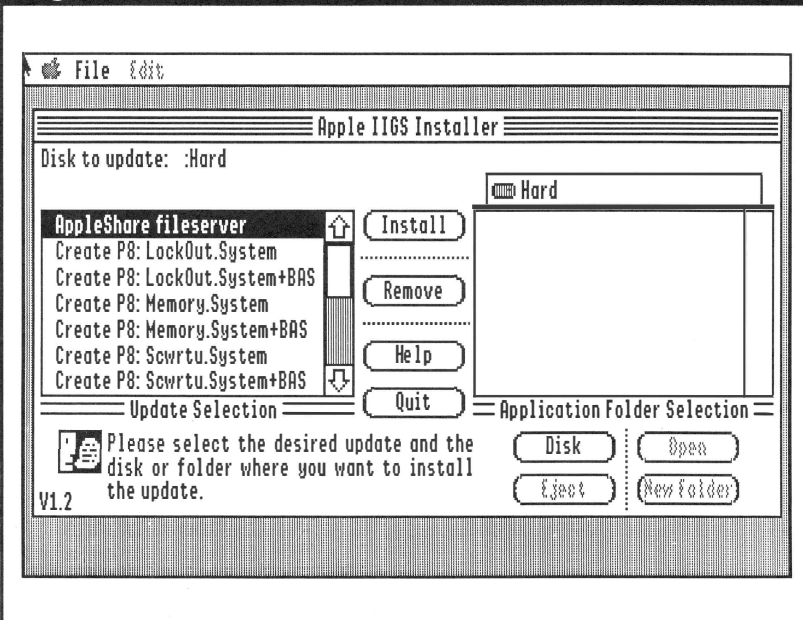 File Edit
Apple IIGS Installer
Disk to update: :Hard
Hard
AppleShare fileserver
Create P8: LockOut.System
Create P8: LockOut.System+BAS
Create P8: Memory.System
Create P8: Memory.System+BAS
Create P8: Scwrtu.System
Create P8: Scwrtu.System+BAS
Update Selection
Install
Remove
Help
Quit
Application Folder Selection
Please select the desired update and the
disk or folder where you want to install
the update.
V1.2
Disk
Open
Eject
New Folder